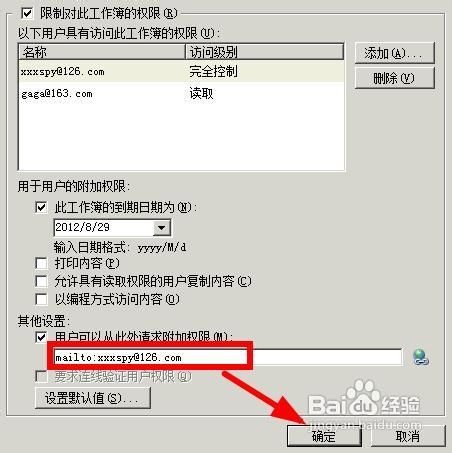 限制对此工作簿的权限(R)
以下用户具有访问此工作簿的权限(U):
名称 访问级别
xxxspy@126.com 完全控制
gaga@163.com 读取
添加(A)...
删除(V)
用于用户的附加权限:
此工作簿的到期日期为(N):
2012/8/29
输入日期格式: yyyy/M/d
打印内容(P)
允许具有读取权限的用户复制内容(C)
以编程方式访问内容(G)
其他设置:
用户可以从此处请求附加权限(M):
mailto:xxxspy@126.com
要求连线验证用户权限(Q)
设置默认值(S)...
Baidu经验
jingyan.baidu.com
确定 取消